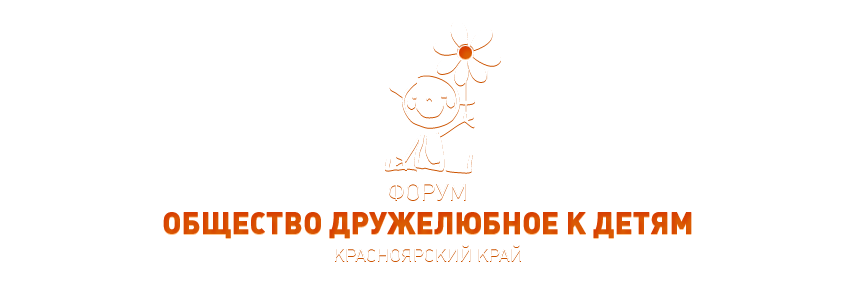 ФОРУМ
ОБЩЕСТВО ДРУЖЕЛЮБНОЕ К ДЕТЯМ
КРАСНОЯРСКИЙ КРАЙ